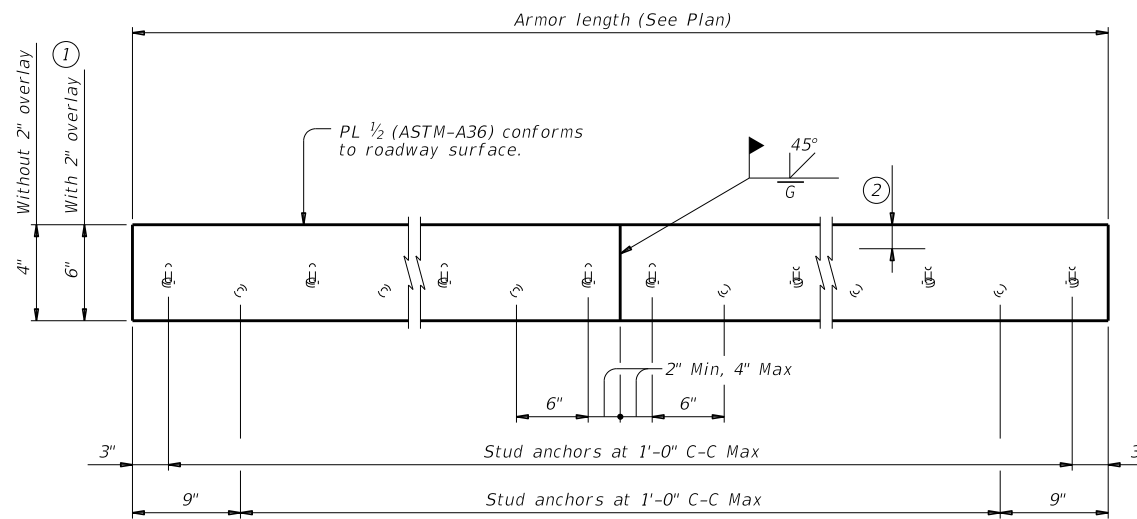 Armor length (See Plan)
Without 2" overlay
1
With 2" overlay
PL ½ (ASTM-A36) conforms
to roadway surface.
45°
G
2
4"
6"
2" Min, 4" Max
6"
6"
3"
Stud anchors at 1'-0" C-C Max
3
9"
Stud anchors at 1'-0" C-C Max
9"